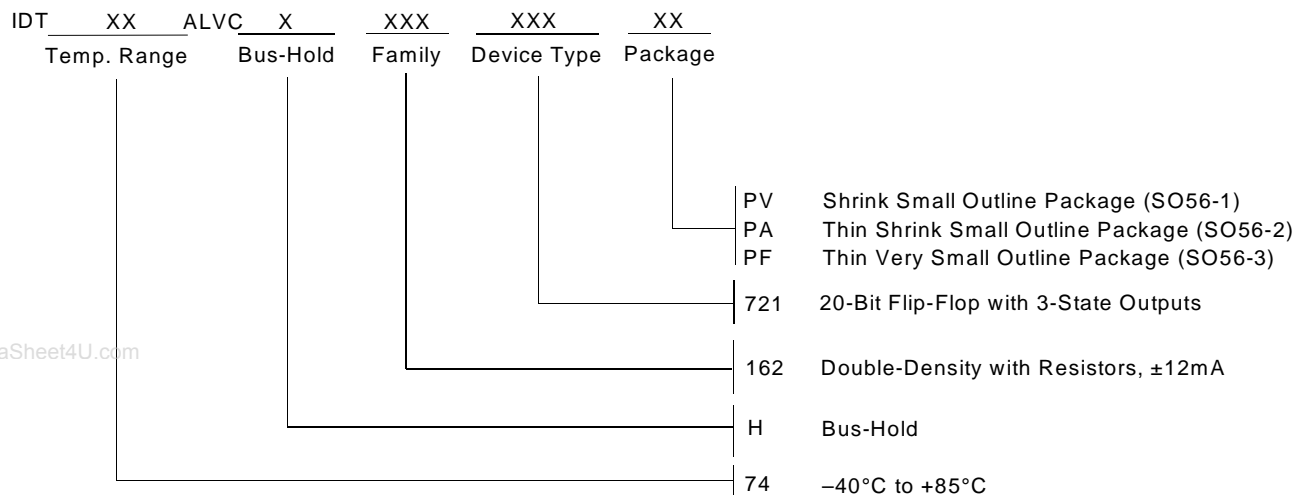 IDT XX ALVC X XXX XXX XX
Temp. Range Bus-Hold Family Device Type Package
PV Shrink Small Outline Package (SO56-1)
PA Thin Shrink Small Outline Package (SO56-2)
PF Thin Very Small Outline Package (SO56-3)
721 20-Bit Flip-Flop with 3-State Outputs
aSheet4U.com
162 Double-Density with Resistors, ±12mA
H Bus-Hold
74 –40°C to +85°C